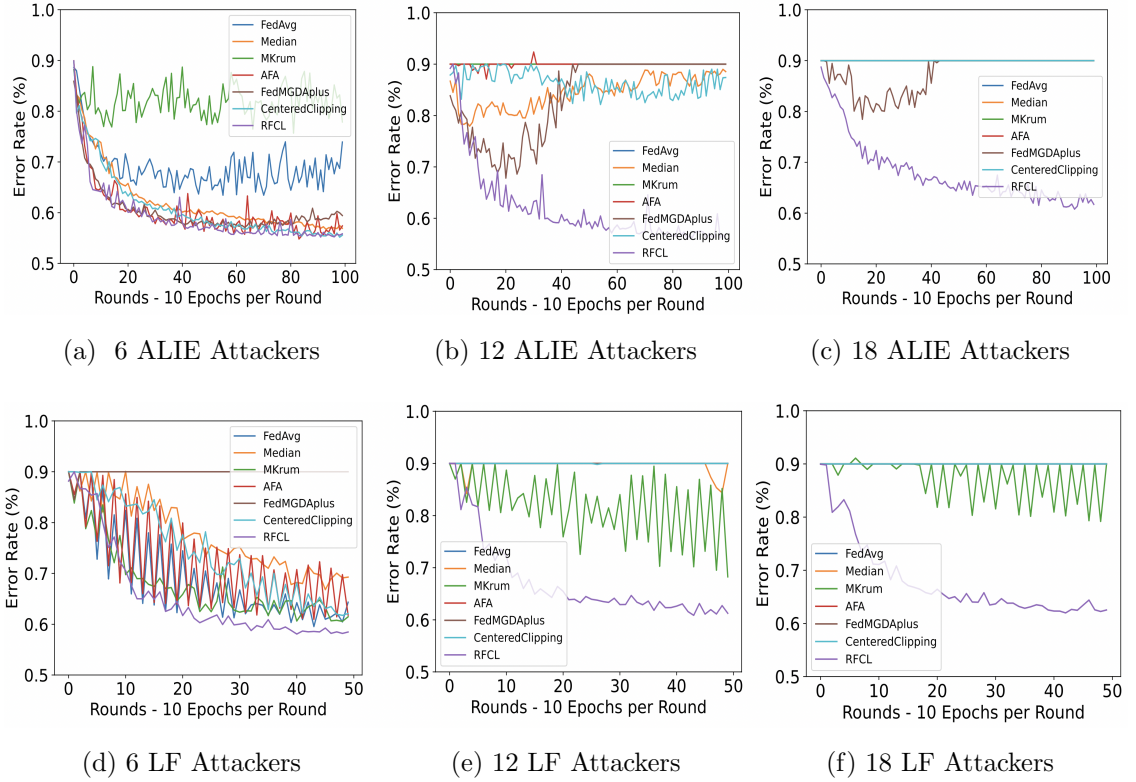 1.0
0.9
0.8
0.7
0.6
0.5
Error Rate (%)
0 20 40 60 80 100
Rounds - 10 Epochs per Round
FedAvg
Median
MKrum
AFA
FedMGDAplus
CenteredClipping
RFCL
(a) 6 ALIE Attackers
1.0
0.9
0.8
0.7
0.6
0.5
Error Rate (%)
0 20 40 60 80 100
Rounds - 10 Epochs per Round
FedAvg
Median
MKrum
AFA
FedMGDAplus
CenteredClipping
RFCL
(b) 12 ALIE Attackers
1.0
0.9
0.8
0.7
0.6
0.5
Error Rate (%)
0 20 40 60 80 100
Rounds - 10 Epochs per Round
FedAvg
Median
MKrum
AFA
FedMGDAplus
CenteredClipping
RFCL
(c) 18 ALIE Attackers
1.0
0.9
0.8
0.7
0.6
0.5
Error Rate (%)
0 10 20 30 40 50
Rounds - 10 Epochs per Round
FedAvg
Median
MKrum
AFA
FedMGDAplus
CenteredClipping
RFCL
(d) 6 LF Attackers
1.0
0.9
0.8
0.7
0.6
0.5
Error Rate (%)
0 10 20 30 40 50
Rounds - 10 Epochs per Round
FedAvg
Median
MKrum
AFA
FedMGDAplus
CenteredClipping
RFCL
(e) 12 LF Attackers
1.0
0.9
0.8
0.7
0.6
0.5
Error Rate (%)
0 10 20 30 40 50
Rounds - 10 Epochs per Round
FedAvg
Median
MKrum
AFA
FedMGDAplus
CenteredClipping
RFCL
(f) 18 LF Attackers